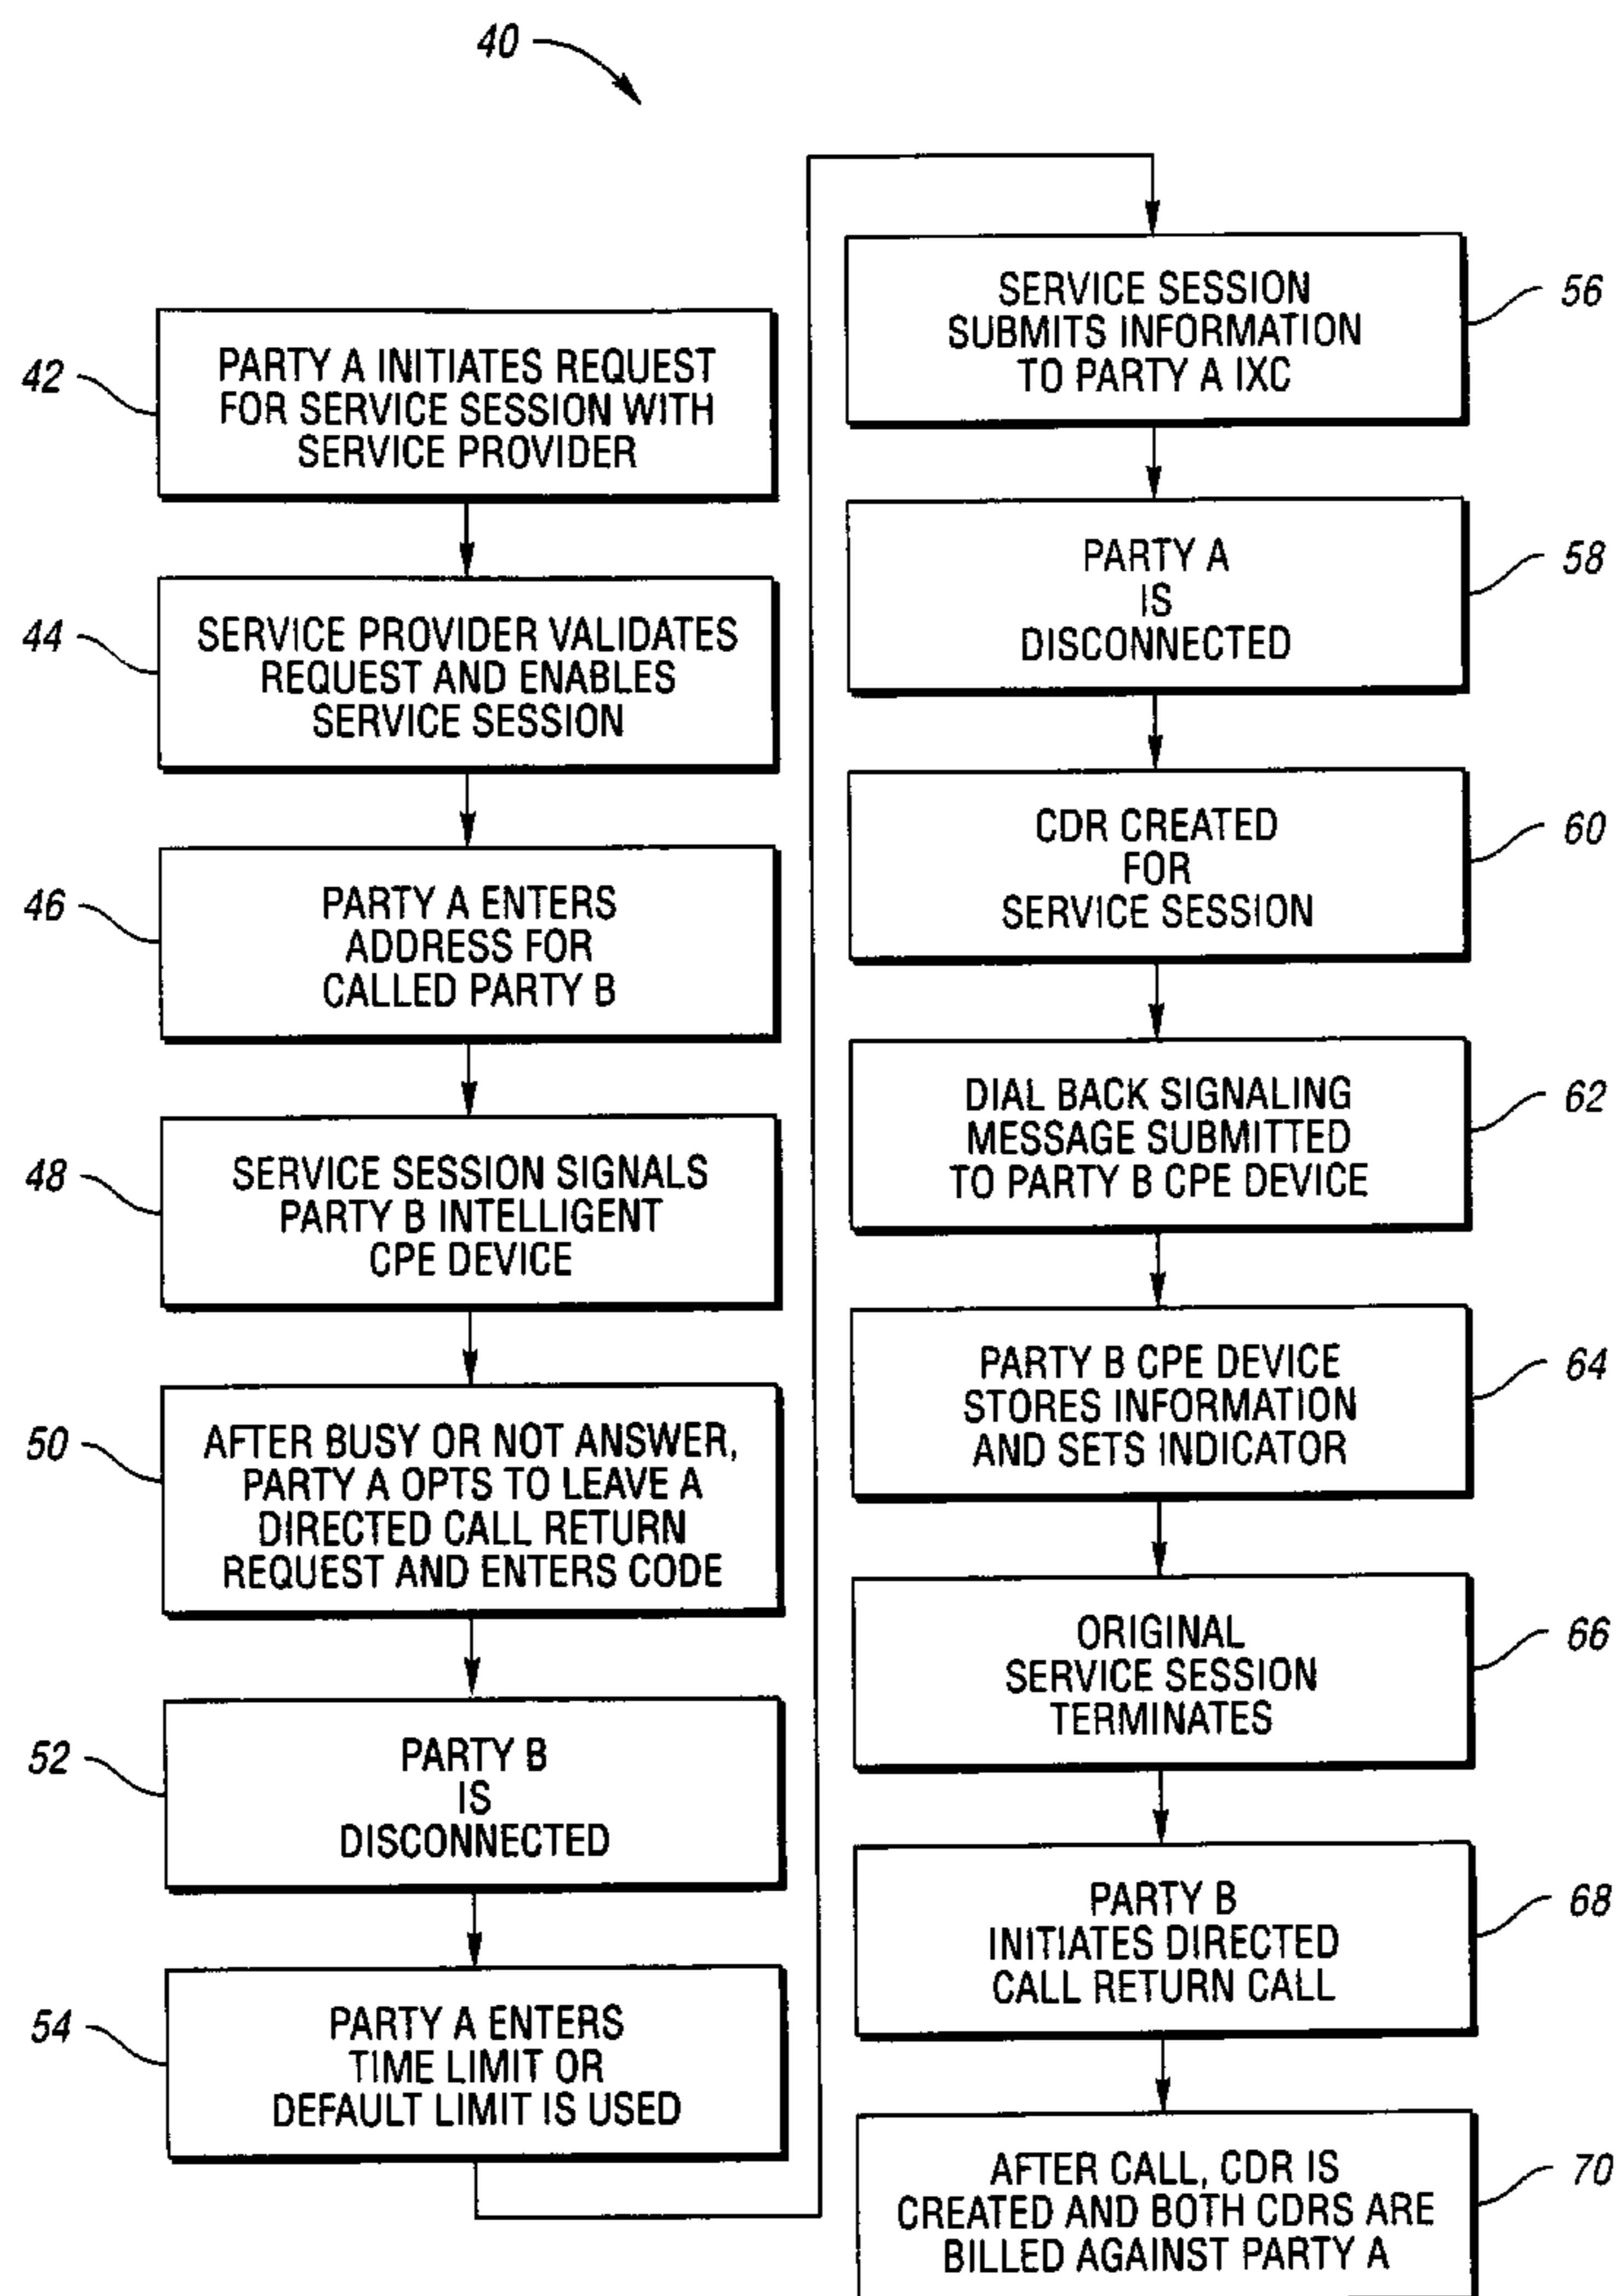 40
42
PARTY A INITIATES REQUEST
FOR SERVICE SESSION WITH
SERVICE PROVIDER
44
SERVICE PROVIDER VALIDATES
REQUEST AND ENABLES
SERVICE SESSION
46
PARTY A ENTERS
ADDRESS FOR
CALLED PARTY B
48
SERVICE SESSION SIGNALS
PARTY B INTELLIGENT
CPE DEVICE
50
AFTER BUSY OR NOT ANSWER,
PARTY A OPTS TO LEAVE A
DIRECTED CALL RETURN
REQUEST AND ENTERS CODE
52
PARTY B
IS
DISCONNECTED
54
PARTY A ENTERS
TIME LIMIT OR
DEFAULT LIMIT IS USED
SERVICE SESSION
SUBMITS INFORMATION
TO PARTY A IXC
56
PARTY A
IS
DISCONNECTED
58
CDR CREATED
FOR
SERVICE SESSION
60
DIAL BACK SIGNALING
MESSAGE SUBMITTED
TO PARTY B CPE DEVICE
62
PARTY B CPE DEVICE
STORES INFORMATION
AND SETS INDICATOR
64
ORIGINAL
SERVICE SESSION
TERMINATES
66
PARTY B
INITIATES DIRECTED
CALL RETURN CALL
68
AFTER CALL, CDR IS
CREATED AND BOTH CDRS ARE
BILLED AGAINST PARTY A
70